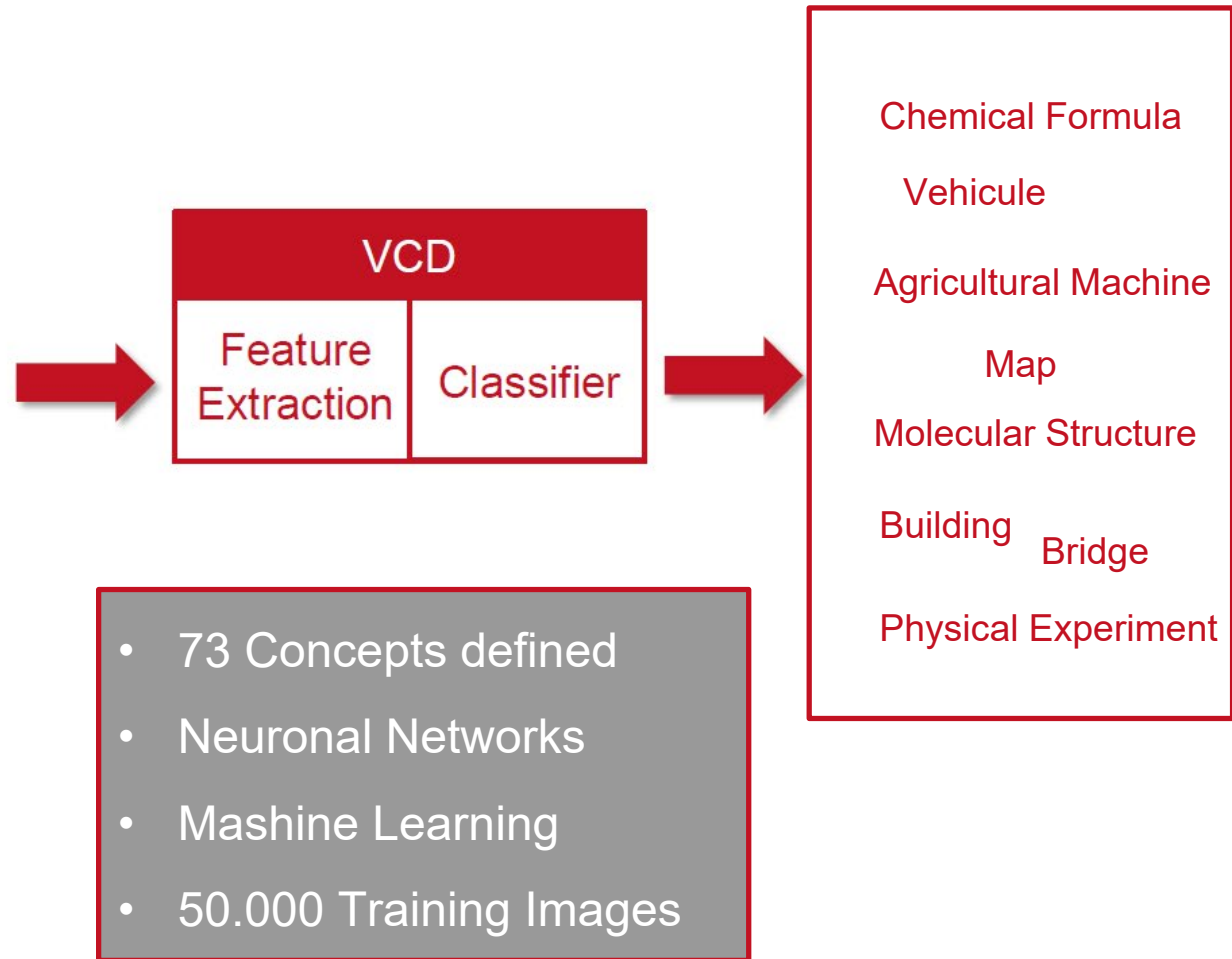 VCD
Feature
Extraction
Classifier
Chemical Formula
Vehicule
Agricultural Machine
Map
Molecular Structure
Building
Bridge
Physical Experiment
• 73 Concepts defined
• Neuronal Networks
• Mashine Learning
• 50.000 Training Images